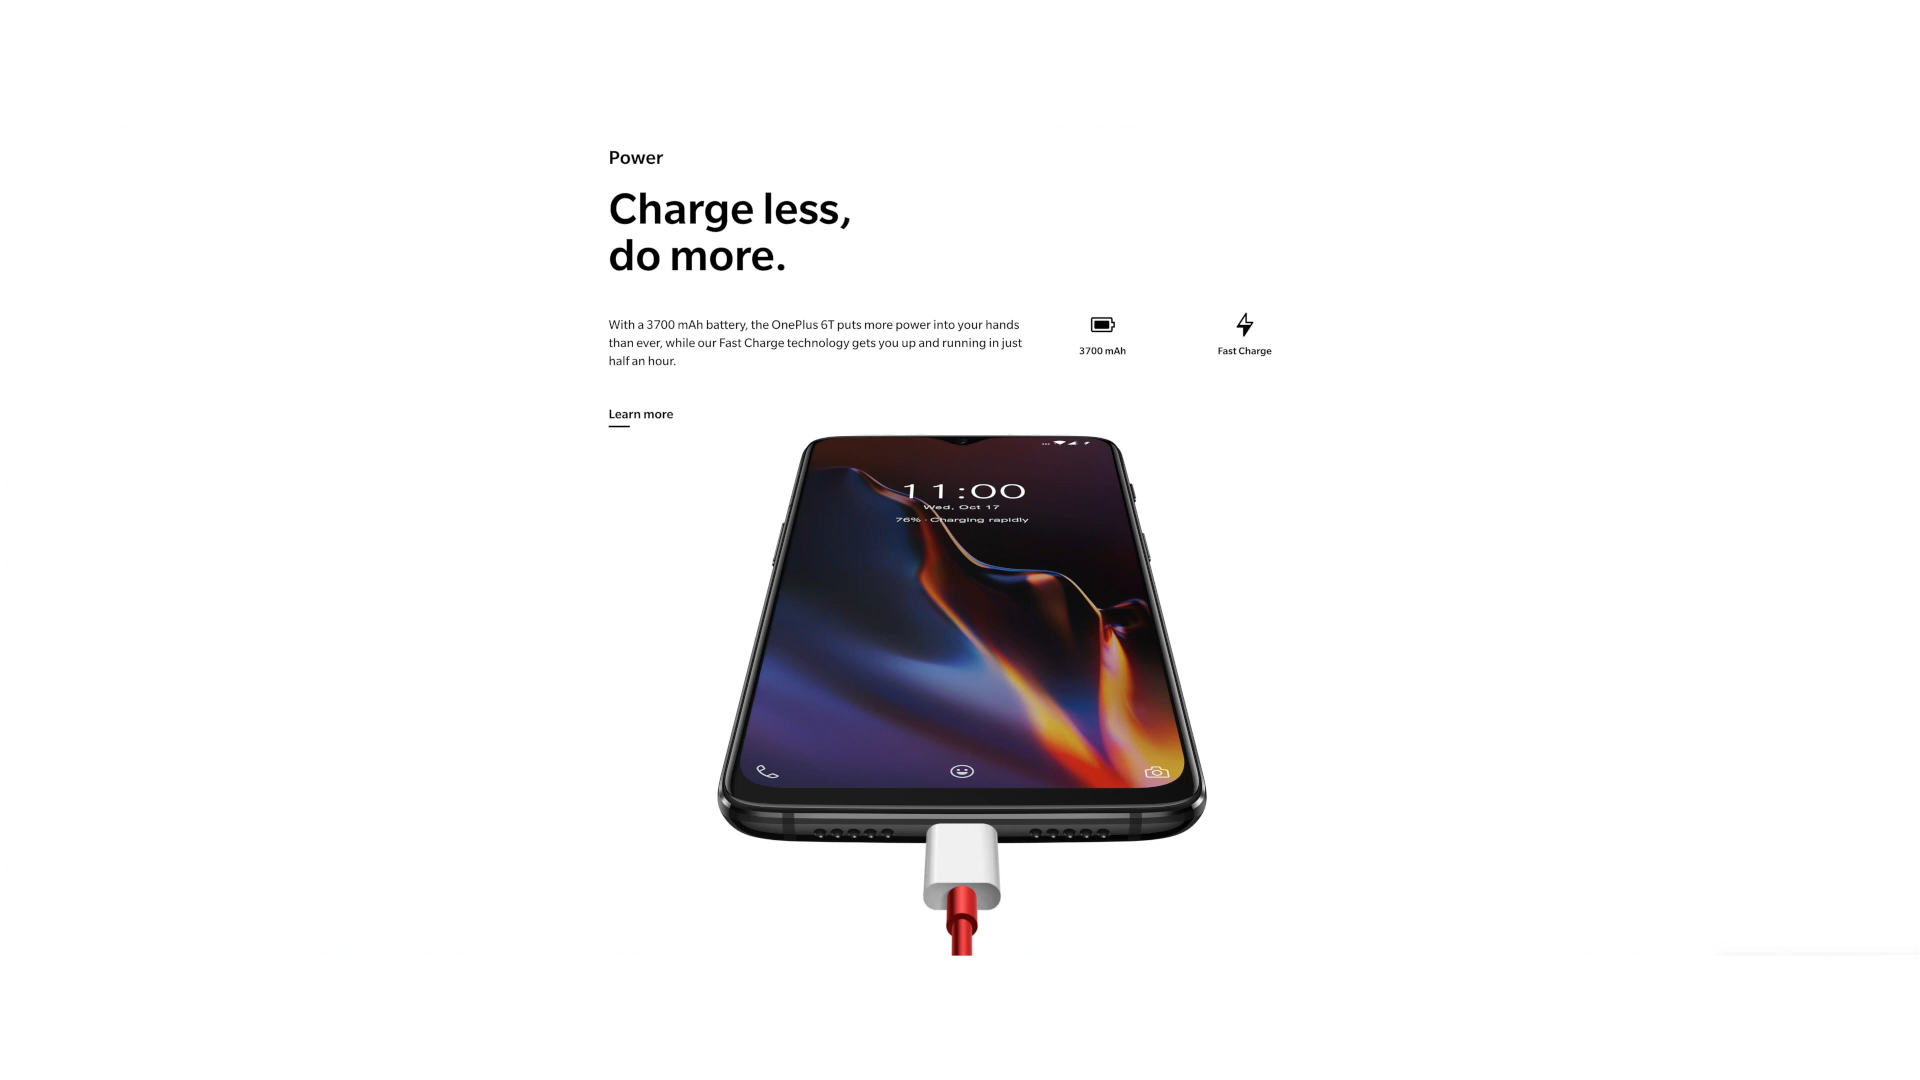 Power
Charge less,
do more.
With a 3700 mAh battery, the OnePlus 6T puts more power into your hands
than ever, while our Fast Charge technology gets you up and running in just
half an hour.
3700 mAh
Fast Charge
Learn more
11:00
Wed, Oct 17
76% · Charging rapidly